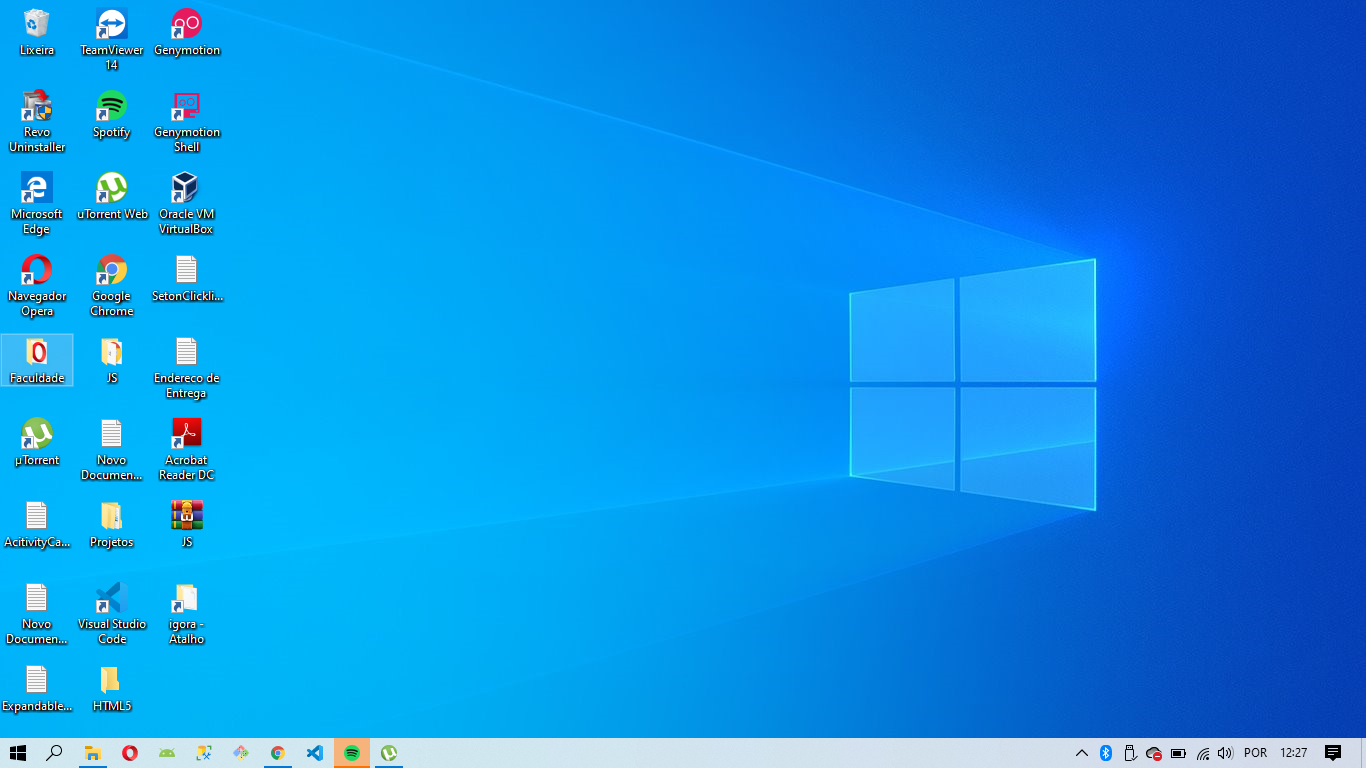 Lixeira
TeamViewer
14
Genymotion
Revo
Uninstaller
Spotify
Genymotion
Shell
Microsoft
Edge
uTorrent Web
Oracle VM
VirtualBox
Navegador
Opera
Google
Chrome
SetonClickli...
Faculdade
JS
Endereco de
Entrega
µTorrent
Novo
Documen...
Acrobat
Reader DC
AcitivityCa...
Projetos
JS
Novo
Documen...
Visual Studio
Code
igora -
Atalho
Expandable...
HTML5
POR
12:27